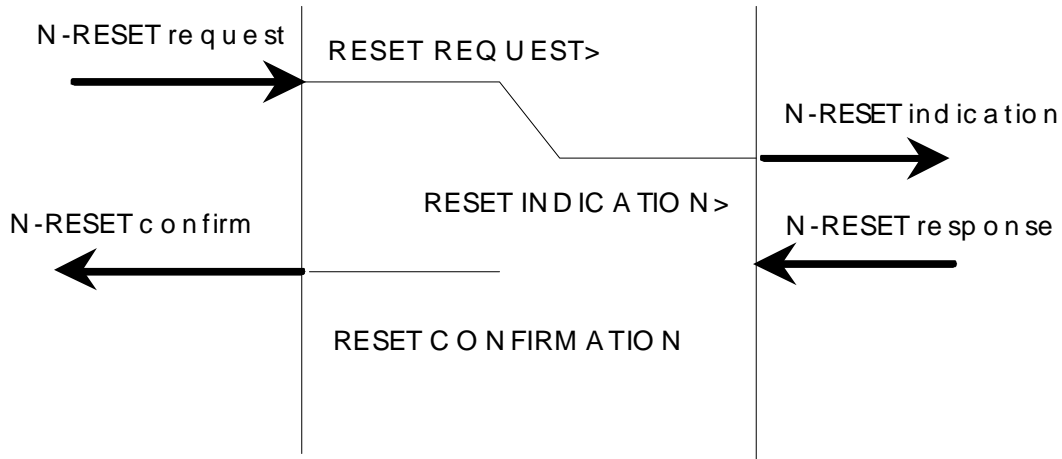 N-RESET request
RESET REQUEST>
N-RESET indication
RESET INDICATION>
N-RESET confirm
N-RESET response
RESET CONFIRMATION